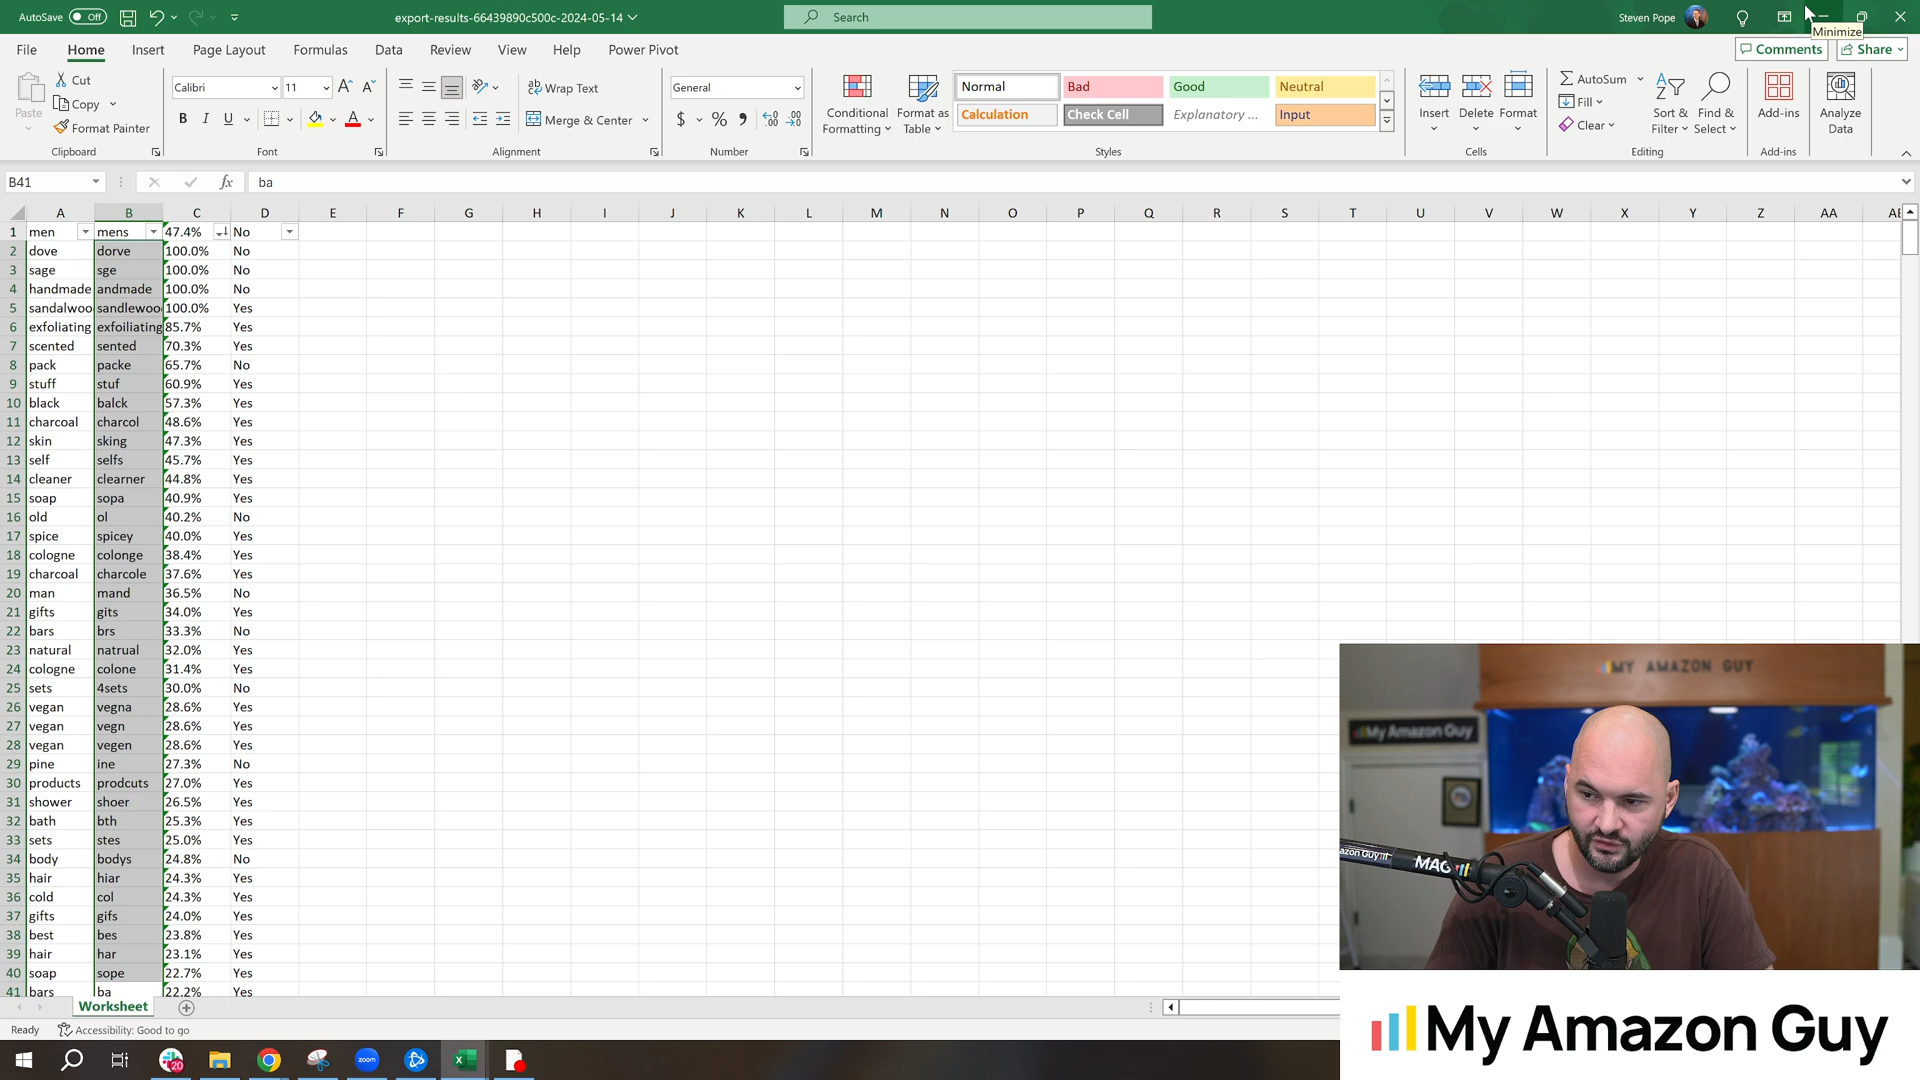 AutoSave Off export-results-66439890c500c-2024-05-14 Search Steven Pope
Minimize
File Home Insert Page Layout Formulas Data Review View Help Power Pivot Comments Share
Paste Cut Copy Format Painter Clipboard
Calibri 11 B I U Font
Wrap Text Merge & Center Alignment
General $ % Number
Conditional Formatting Format as Table
Normal Bad Good Neutral
Calculation Check Cell Explanatory ... Input
Styles
Insert Delete Format Cells
AutoSum Fill Clear Sort & Filter Find & Select Editing
Add-ins Add-ins
Analyze Data
B41 fx ba
A B C D E F G H I J K L M N O P Q R S T U V W X Y Z AA
1 men mens 47.4% No
2 dove dorve 100.0% No
3 sage sge 100.0% No
4 handmade andmade 100.0% No
5 sandalwoo sandlewoo 100.0% Yes
6 exfoliating exfoiliating 85.7% Yes
7 scented sented 70.3% Yes
8 pack packe 65.7% No
9 stuff stuf 60.9% Yes
10 black balck 57.3% Yes
11 charcoal charcol 48.6% Yes
12 skin sking 47.3% Yes
13 self selfs 45.7% Yes
14 cleaner clearner 44.8% Yes
15 soap sopa 40.9% Yes
16 old ol 40.2% No
17 spice spicey 40.0% Yes
18 cologne colonge 38.4% Yes
19 charcoal charcole 37.6% Yes
20 man mand 36.5% No
21 gifts gits 34.0% Yes
22 bars brs 33.3% No
23 natural natrual 32.0% Yes
24 cologne colone 31.4% Yes
25 sets 4sets 30.0% No
26 vegan vegna 28.6% Yes
27 vegan vegn 28.6% Yes
28 vegan vegen 28.6% Yes
29 pine ine 27.3% No
30 products prodcuts 27.0% Yes
31 shower shoer 26.5% Yes
32 bath bth 25.3% Yes
33 sets stes 25.0% Yes
34 body bodys 24.8% No
35 hair hiar 24.3% Yes
36 cold col 24.3% Yes
37 gifts gifs 24.0% Yes
38 best bes 23.8% Yes
39 hair har 23.1% Yes
40 soap sope 22.7% Yes
41 bars ba 22.2% Yes
Worksheet
Ready Accessibility: Good to go
20 zoom
MY AMAZON GUY
My Amazon Guy
azon Guy MAG
My Amazon Guy